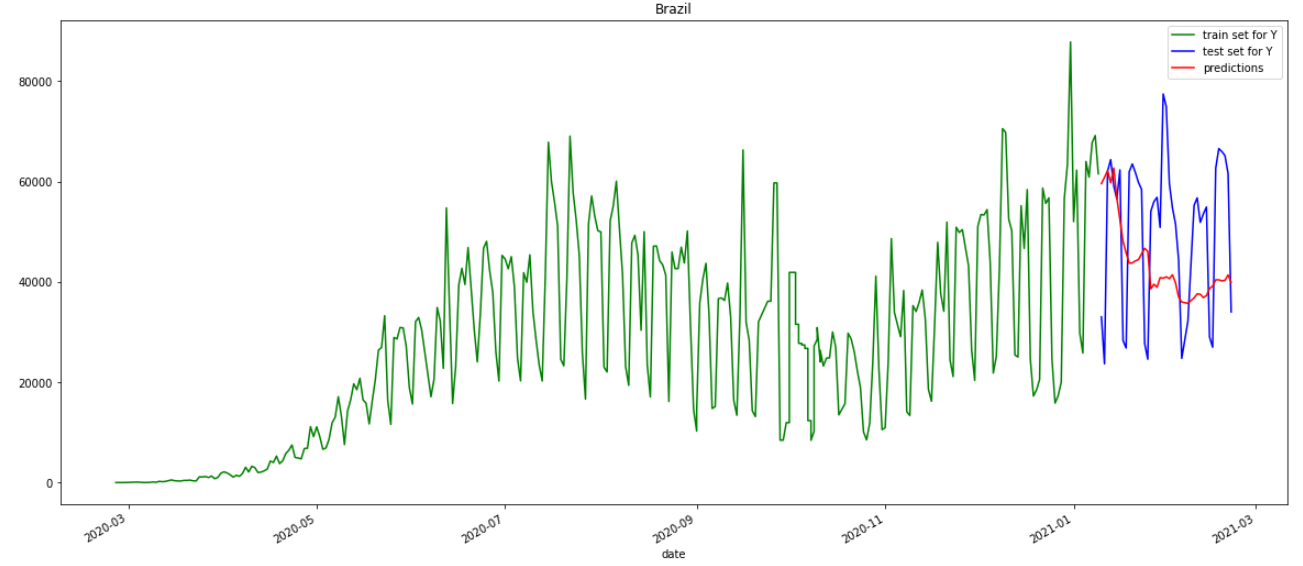 Brazil
train set for Y
test set for Y
predictions
80000
60000
40000
20000
0
2020-03
2020-05
2020-07
2020-09
2020-11
2021-01
2021-03
date